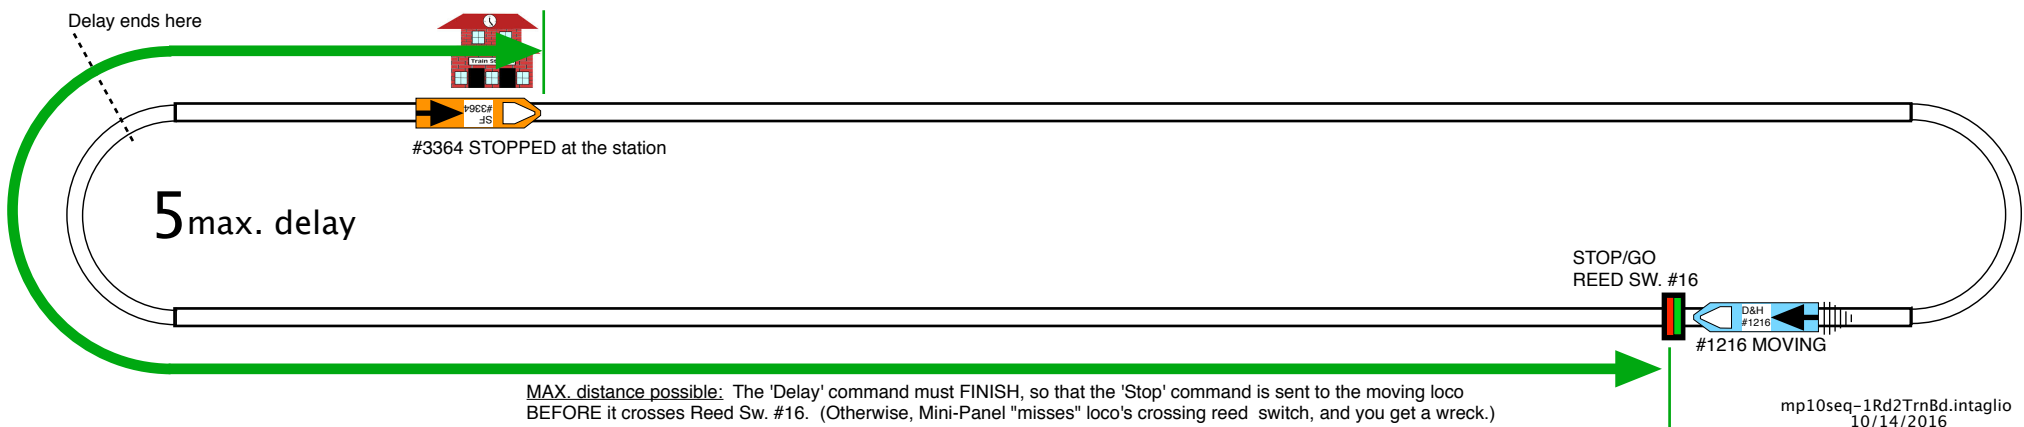 Delay ends here
Train S
#3364
SF
#3364 STOPPED at the station
5 max. delay
STOP/GO
REED SW. #16
D&H
#1216
#1216 MOVING
MAX. distance possible: The 'Delay' command must FINISH, so that the 'Stop' command is sent to the moving loco
BEFORE it crosses Reed Sw. #16. (Otherwise, Mini-Panel "misses" loco's crossing reed switch, and you get a wreck.)
mp10seq-1Rd2TrnBd.intaglio
10/14/2016